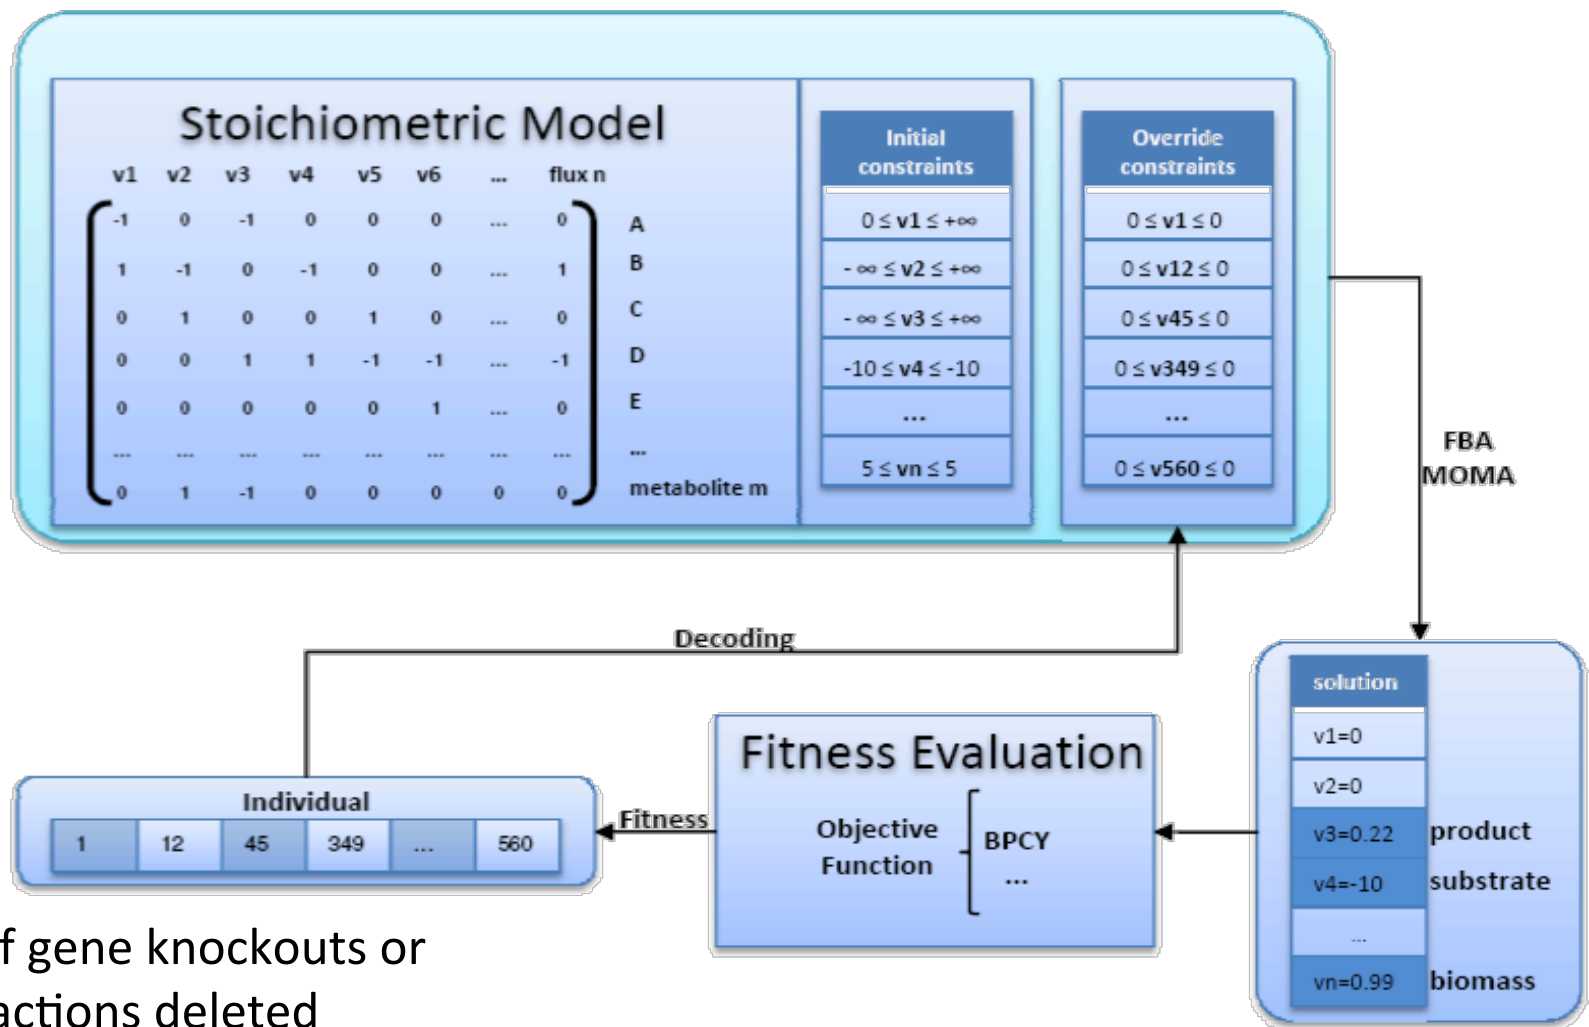 Stoichiometric Model
v1 v2 v3 v4 v5 v6 ... flux n
-1 0 -1 0 0 0 ... 0 A
1 -1 0 -1 0 0 ... 1 B
0 1 0 0 1 0 ... 0 C
0 0 1 1 -1 -1 ... -1 D
0 0 0 0 0 1 ... 0 E
... ... ... ... ... ... ... ... ...
0 1 -1 0 0 0 0 0 metabolite m
Initial
constraints
0 ≤ v1 ≤ +∞
- ∞ ≤ v2 ≤ +∞
- ∞ ≤ v3 ≤ +∞
-10 ≤ v4 ≤ -10
...
5 ≤ vn ≤ 5
Override
constraints
0 ≤ v1 ≤ 0
0 ≤ v12 ≤ 0
0 ≤ v45 ≤ 0
0 ≤ v349 ≤ 0
...
0 ≤ v560 ≤ 0
FBA
MOMA
Decoding
solution
v1=0
v2=0
v3=0.22 product
v4=-10 substrate
...
vn=0.99 biomass
Fitness Evaluation
Objective
Function
BPCY
...
Fitness
Individual
1 12 45 349 ... 560
f gene knockouts or
actions deleted